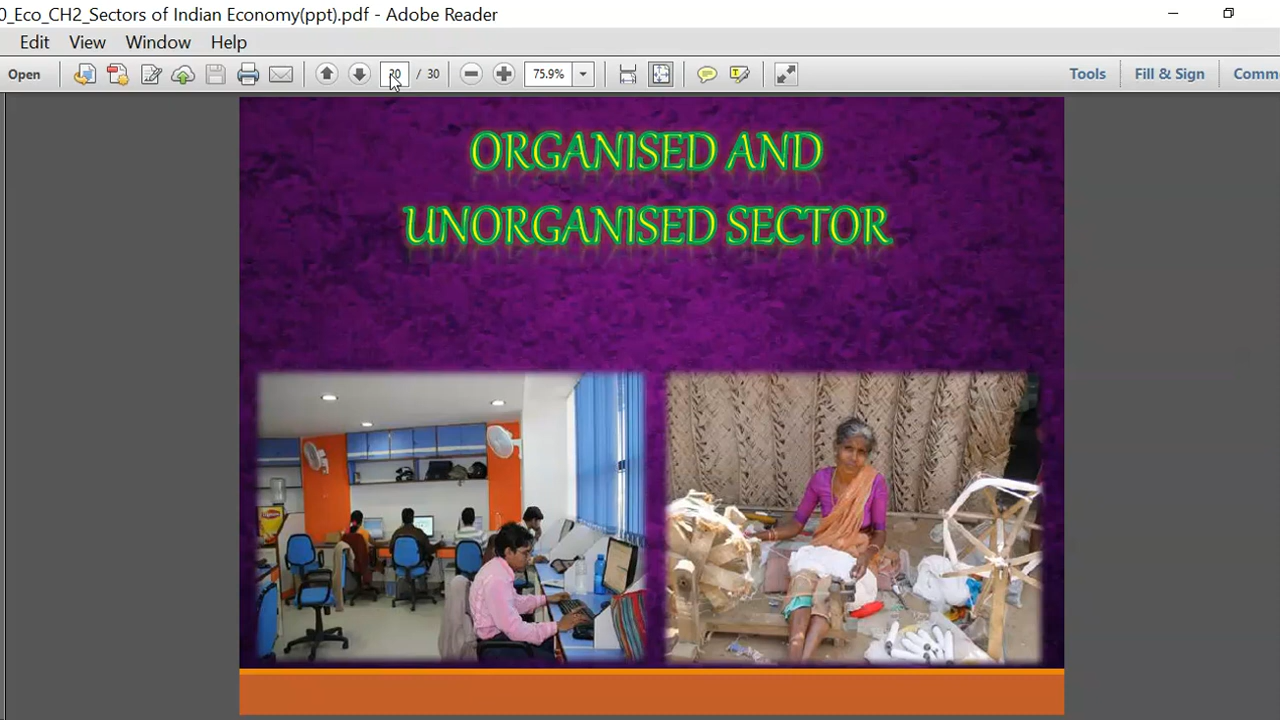 0_Eco_CH2_Sectors of Indian Economy(ppt).pdf - Adobe Reader
Edit View Window Help
Open / 30 75.9% Tools Fill & Sign Comm
ORGANISED AND
UNORGANISED SECTOR